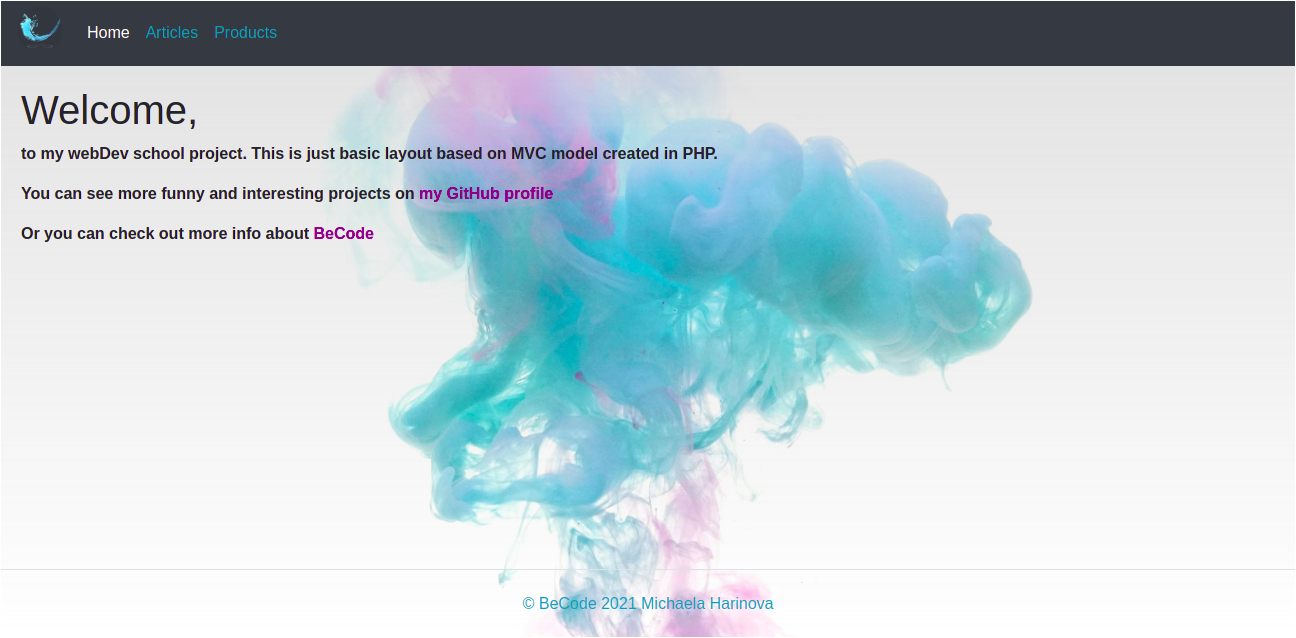 Home Articles Products
Welcome,
to my webDev school project. This is just basic layout based on MVC model created in PHP.
You can see more funny and interesting projects on my GitHub profile
Or you can check out more info about BeCode
© BeCode 2021 Michaela Harinova